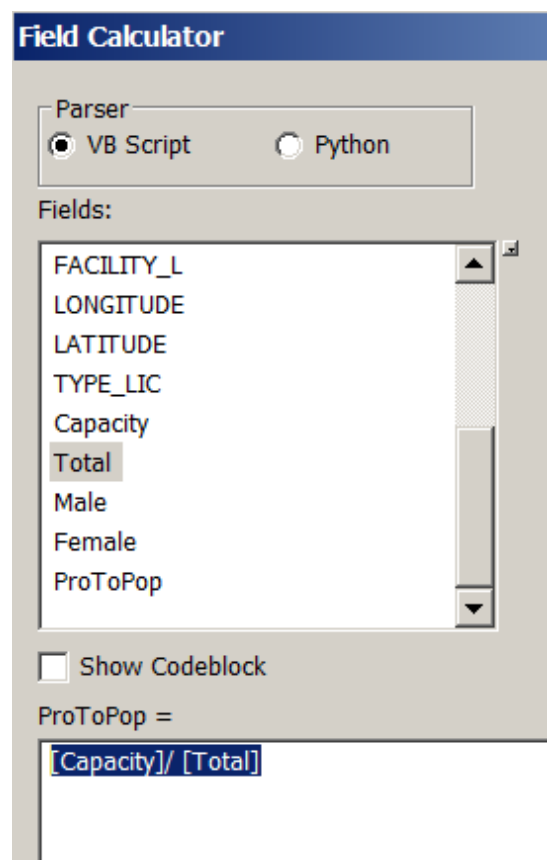 Field Calculator
Parser
VB Script Python
Fields:
FACILITY_L
LONGITUDE
LATITUDE
TYPE_LIC
Capacity
Total
Male
Female
ProToPop
Show Codeblock
ProToPop =
[Capacity]/ [Total]